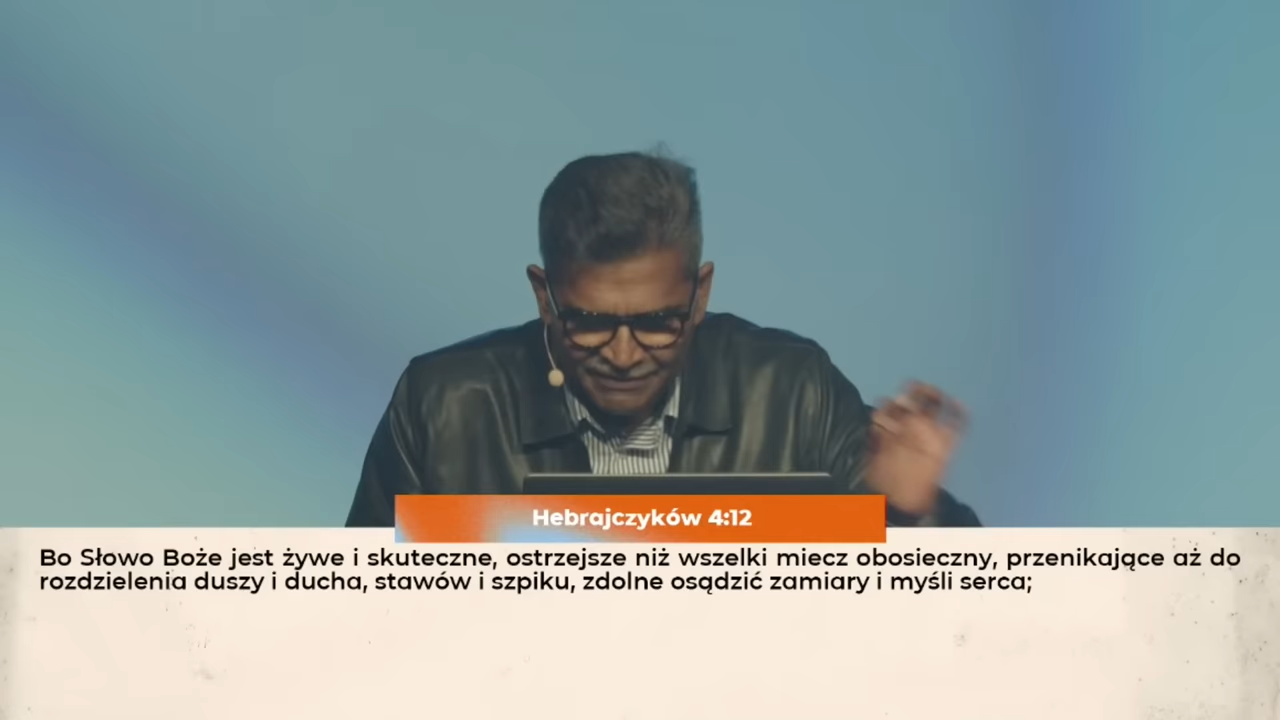 Hebrajczyków 4:12
Bo Słowo Boże jest żywe i skuteczne, ostrzejsze niż wszelki miecz obosieczny, przenikające aż do
rozdzielenia duszy i ducha, stawów i szpiku, zdolne osądzić zamiary i myśli serca;